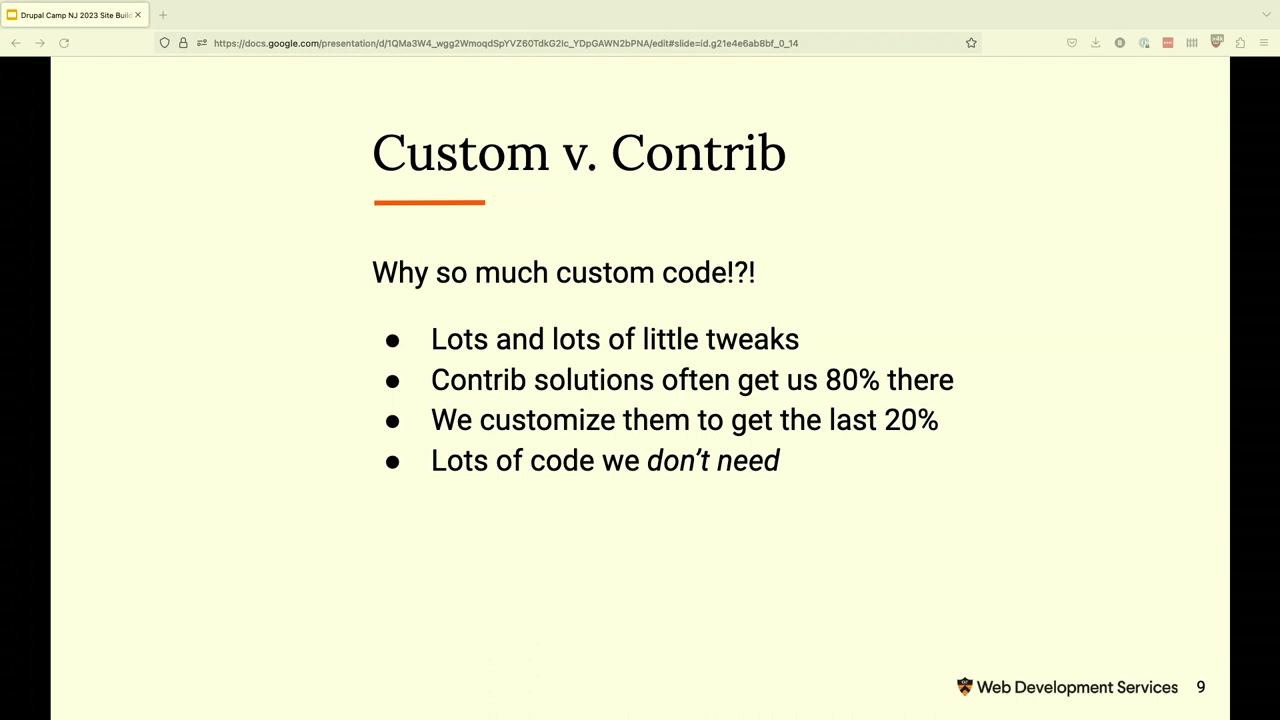 Drupal Camp NJ 2023 Site Buil
https://docs.google.com/presentation/d/1QMa3W4_wgg2WmoqdSpYVZ60TdkG2lc_YDpGAWN2bPNA/edit#slide=id.g21e4e6ab8bf_0_14
Custom v. Contrib
Why so much custom code!?!
● Lots and lots of little tweaks
● Contrib solutions often get us 80% there
● We customize them to get the last 20%
● Lots of code we don't need
Web Development Services 9